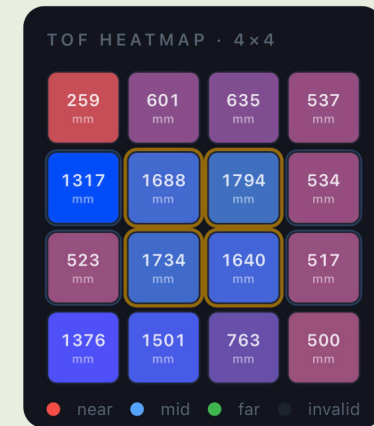 TOF HEATMAP · 4×4
259 601 635 537
mm mm mm mm
1317 1688 1794 534
mm mm mm mm
523 1734 1640 517
mm mm mm mm
1376 1501 763 500
mm mm mm mm
near mid far invalid